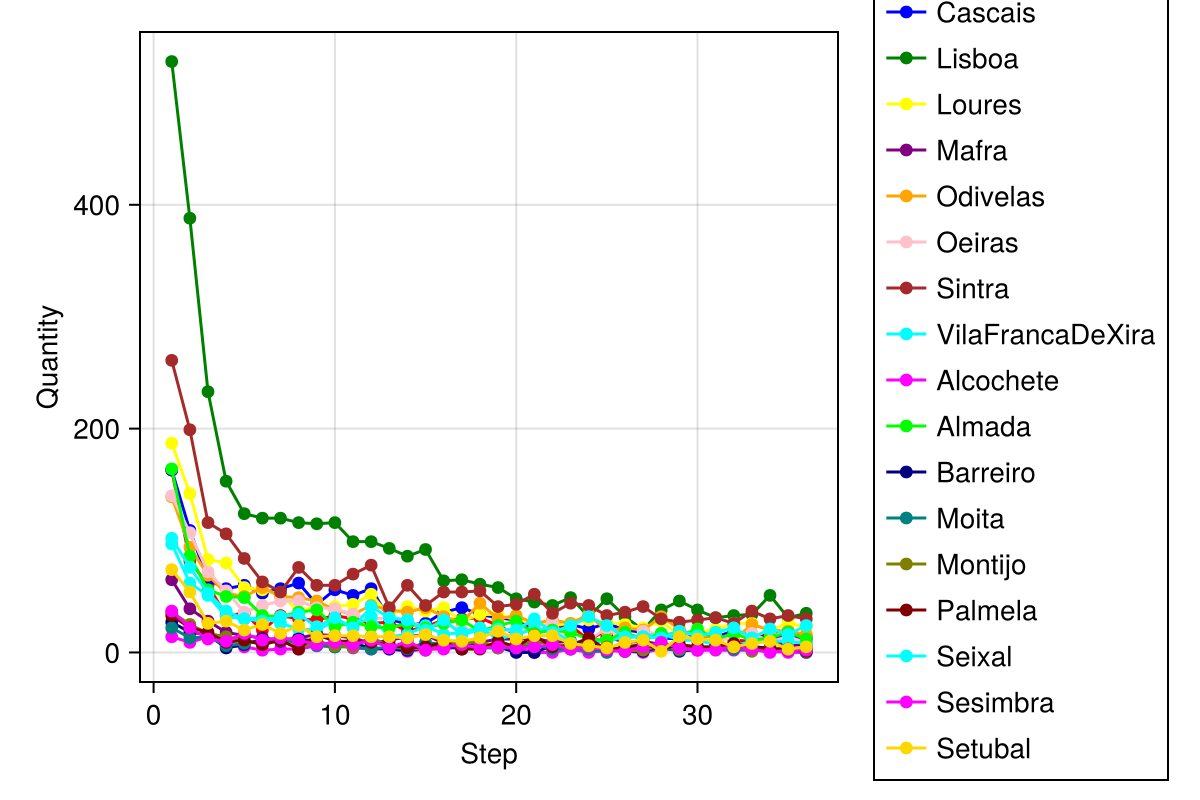 Cascais
Lisboa
Loures
Mafra
Odivelas
Oeiras
Sintra
VilaFrancaDeXira
Alcochete
Almada
Barreiro
Moita
Montijo
Palmela
Seixal
Sesimbra
Setubal
Quantity
400
200
0
0
10
20
30
Step